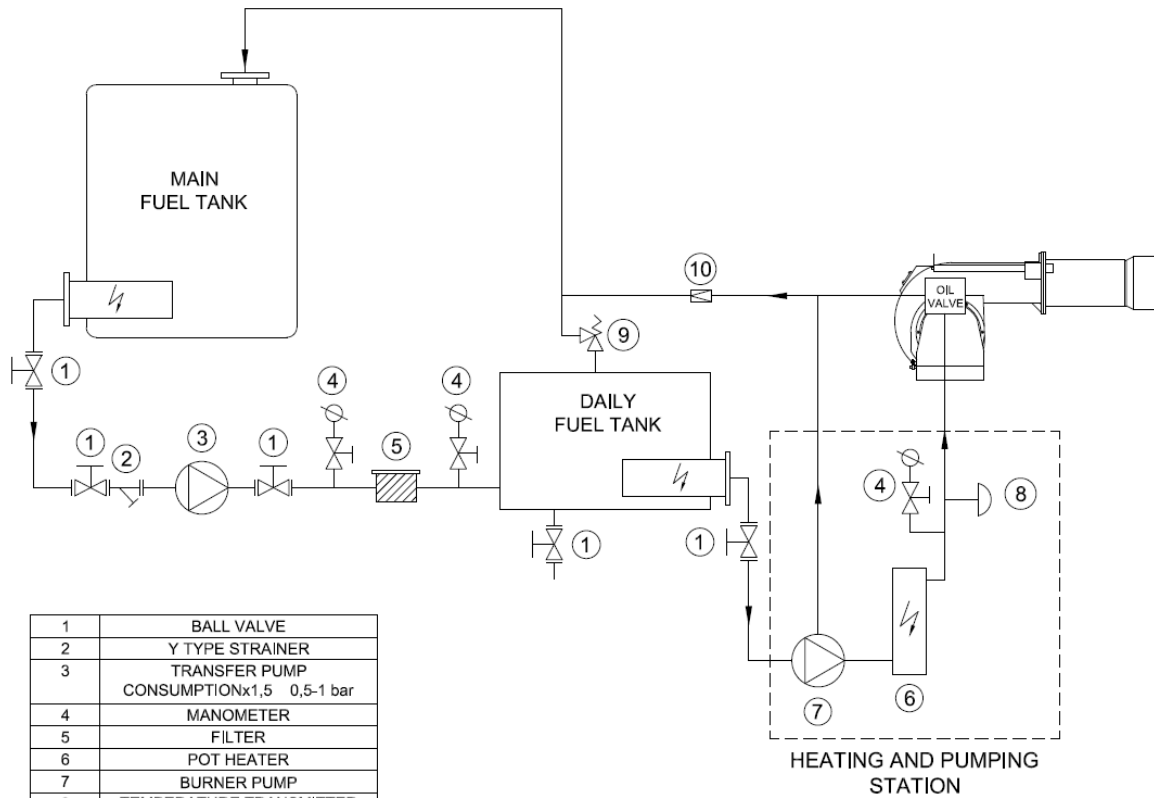 MAIN
FUEL TANK
10
OIL
VALVE
9
1
4
4
DAILY
FUEL TANK
1
2
3
1
5
4
8
1
1
7
6
HEATING AND PUMPING
STATION
1 BALL VALVE
2 Y TYPE STRAINER
3 TRANSFER PUMP
CONSUMPTIONx1,5 0,5-1 bar
4 MANOMETER
5 FILTER
6 POT HEATER
7 BURNER PUMP